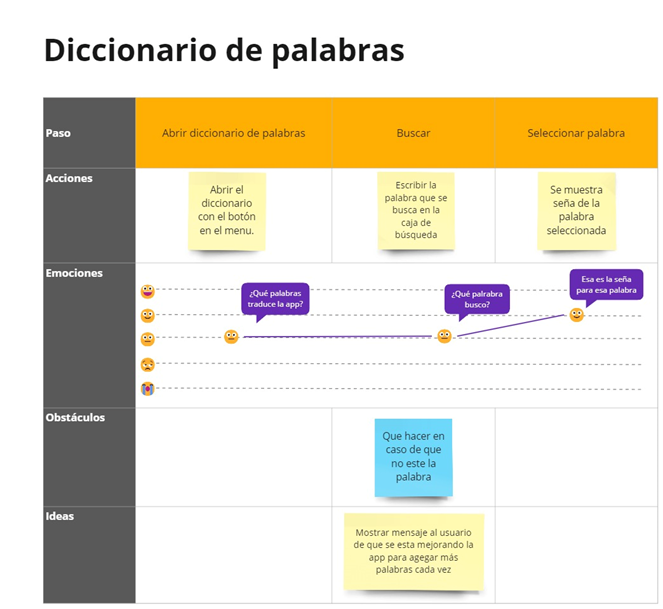 Diccionario de palabras
Paso
Abrir diccionario de palabras
Buscar
Seleccionar palabra
Acciones
Abrir el
diccionario
con el botón
en el menu.
Escribir la
palabra que se
busca en la
caja de
búsqueda
Se muestra
seña de la
palabra
seleccionada
Emociones
¿Qué palabras
traduce la app?
¿Qué palrabra
busco?
Esa es la seña
para esa palabra
Obstáculos
Que hacer en
caso de que
no este la
palabra
Ideas
Mostrar mensaje al usuario
de que se esta mejorando la
app para agegar más
palabras cada vez